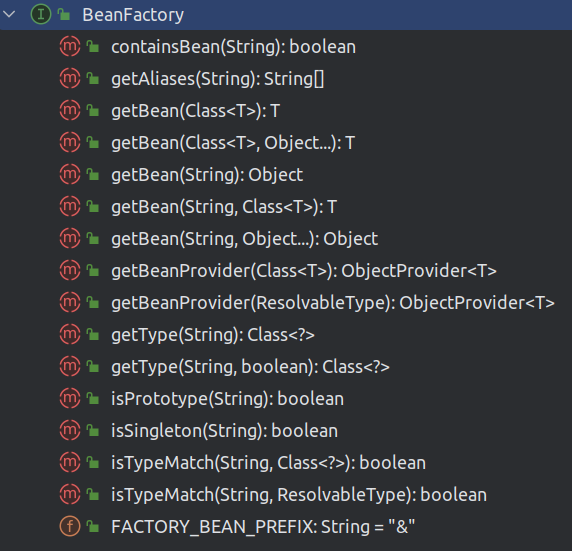 I BeanFactory
m containsBean(String): boolean
m getAliases(String): String[]
m getBean(Class<T>): T
m getBean(Class<T>, Object...): T
m getBean(String): Object
m getBean(String, Class<T>): T
m getBean(String, Object...): Object
m getBeanProvider(Class<T>): ObjectProvider<T>
m getBeanProvider(ResolvableType): ObjectProvider<T>
m getType(String): Class<?>
m getType(String, boolean): Class<?>
m isPrototype(String): boolean
m isSingleton(String): boolean
m isTypeMatch(String, Class<?>): boolean
m isTypeMatch(String, ResolvableType): boolean
f FACTORY_BEAN_PREFIX: String = "&"